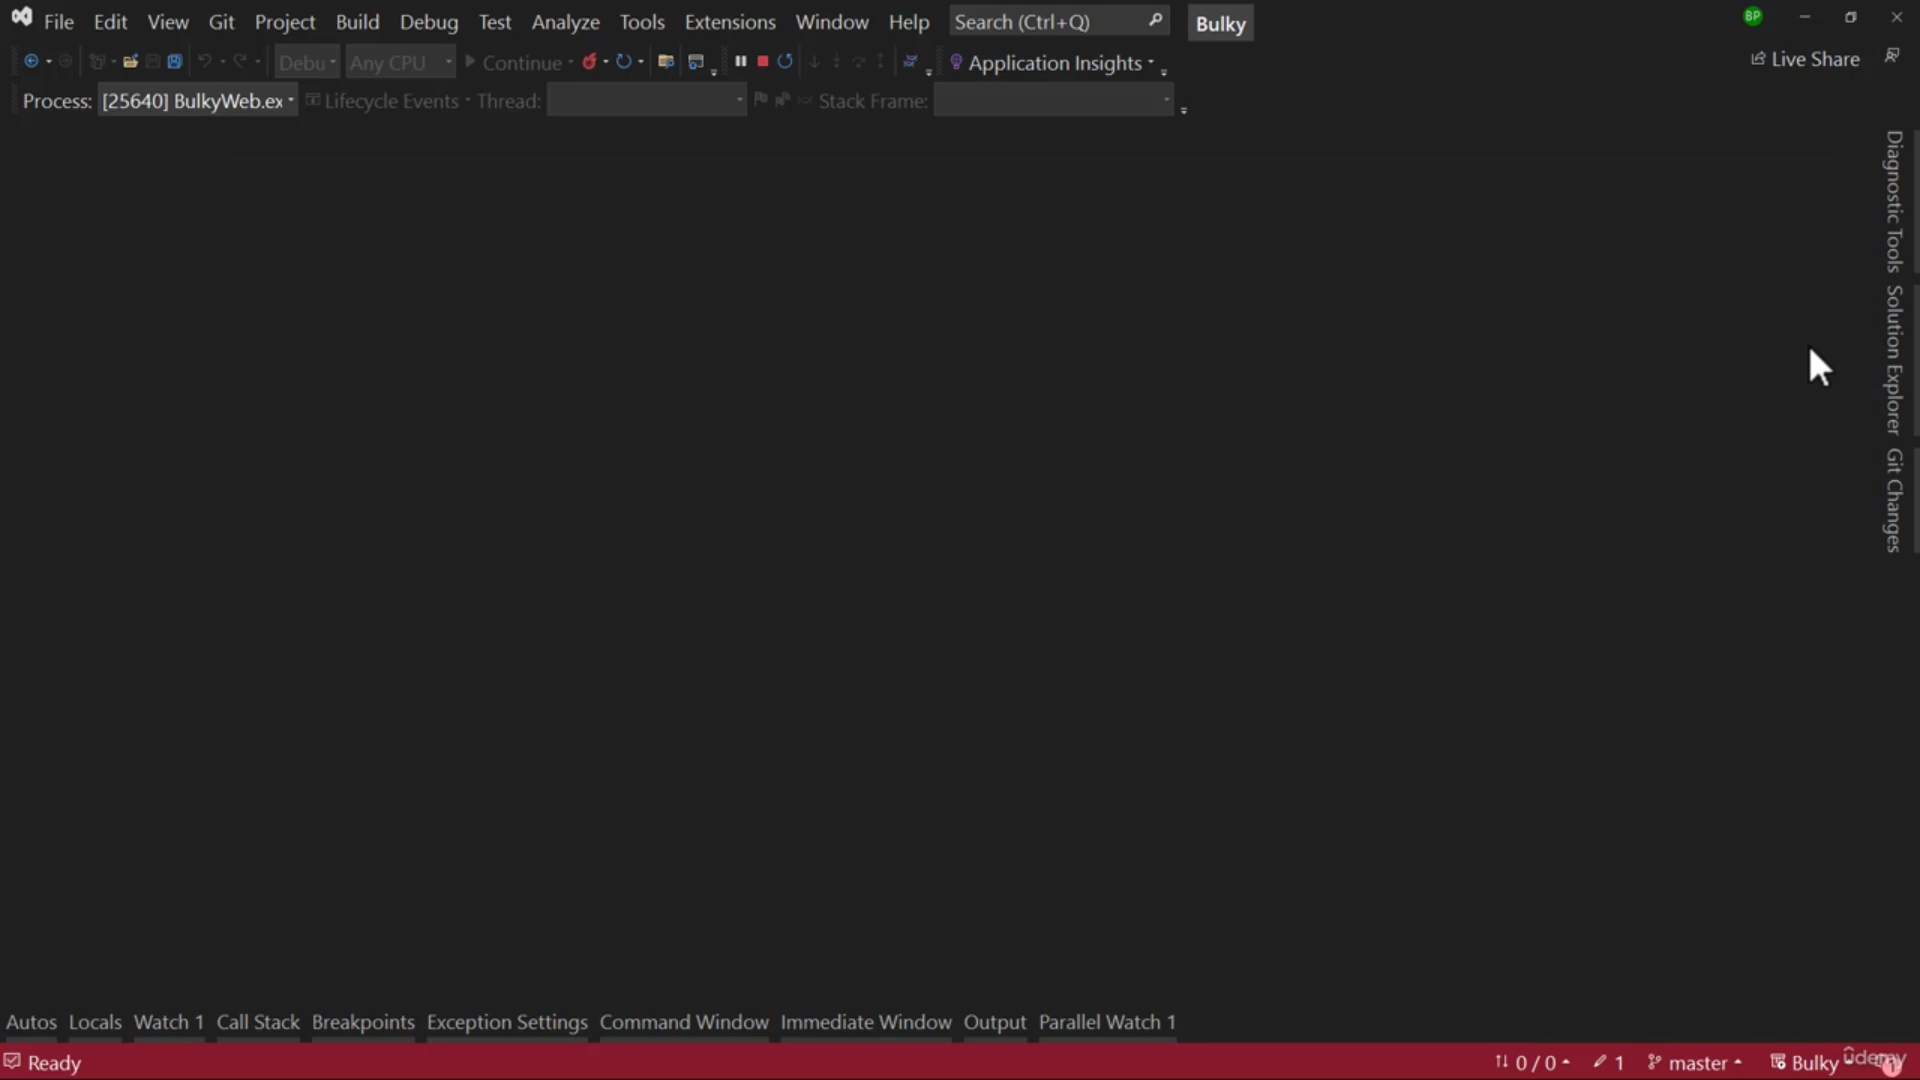 File Edit View Git Project Build Debug Test Analyze Tools Extensions Window Help Search (Ctrl+Q) Bulky BP
Debu Any CPU Continue Application Insights Live Share
Process: [25640] BulkyWeb.ex Lifecycle Events Thread: Stack Frame:
Diagnostic Tools
Solution Explorer
Git Changes
Autos Locals Watch 1 Call Stack Breakpoints Exception Settings Command Window Immediate Window Output Parallel Watch 1
Ready 0 / 0 1 master Bulky 1
ûdemy